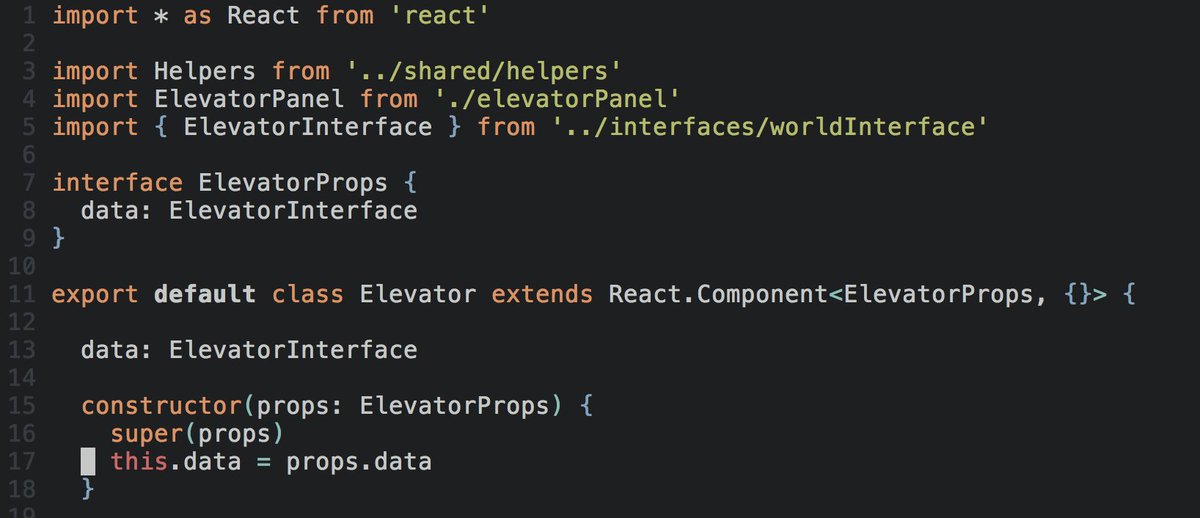 1 import * as React from 'react'
2
3 import Helpers from '../shared/helpers'
4 import ElevatorPanel from './elevatorPanel'
5 import { ElevatorInterface } from '../interfaces/worldInterface'
6
7 interface ElevatorProps {
8   data: ElevatorInterface
9 }
10
11 export default class Elevator extends React.Component<ElevatorProps, {}> {
12
13   data: ElevatorInterface
14
15   constructor(props: ElevatorProps) {
16     super(props)
17     this.data = props.data
18   }
19